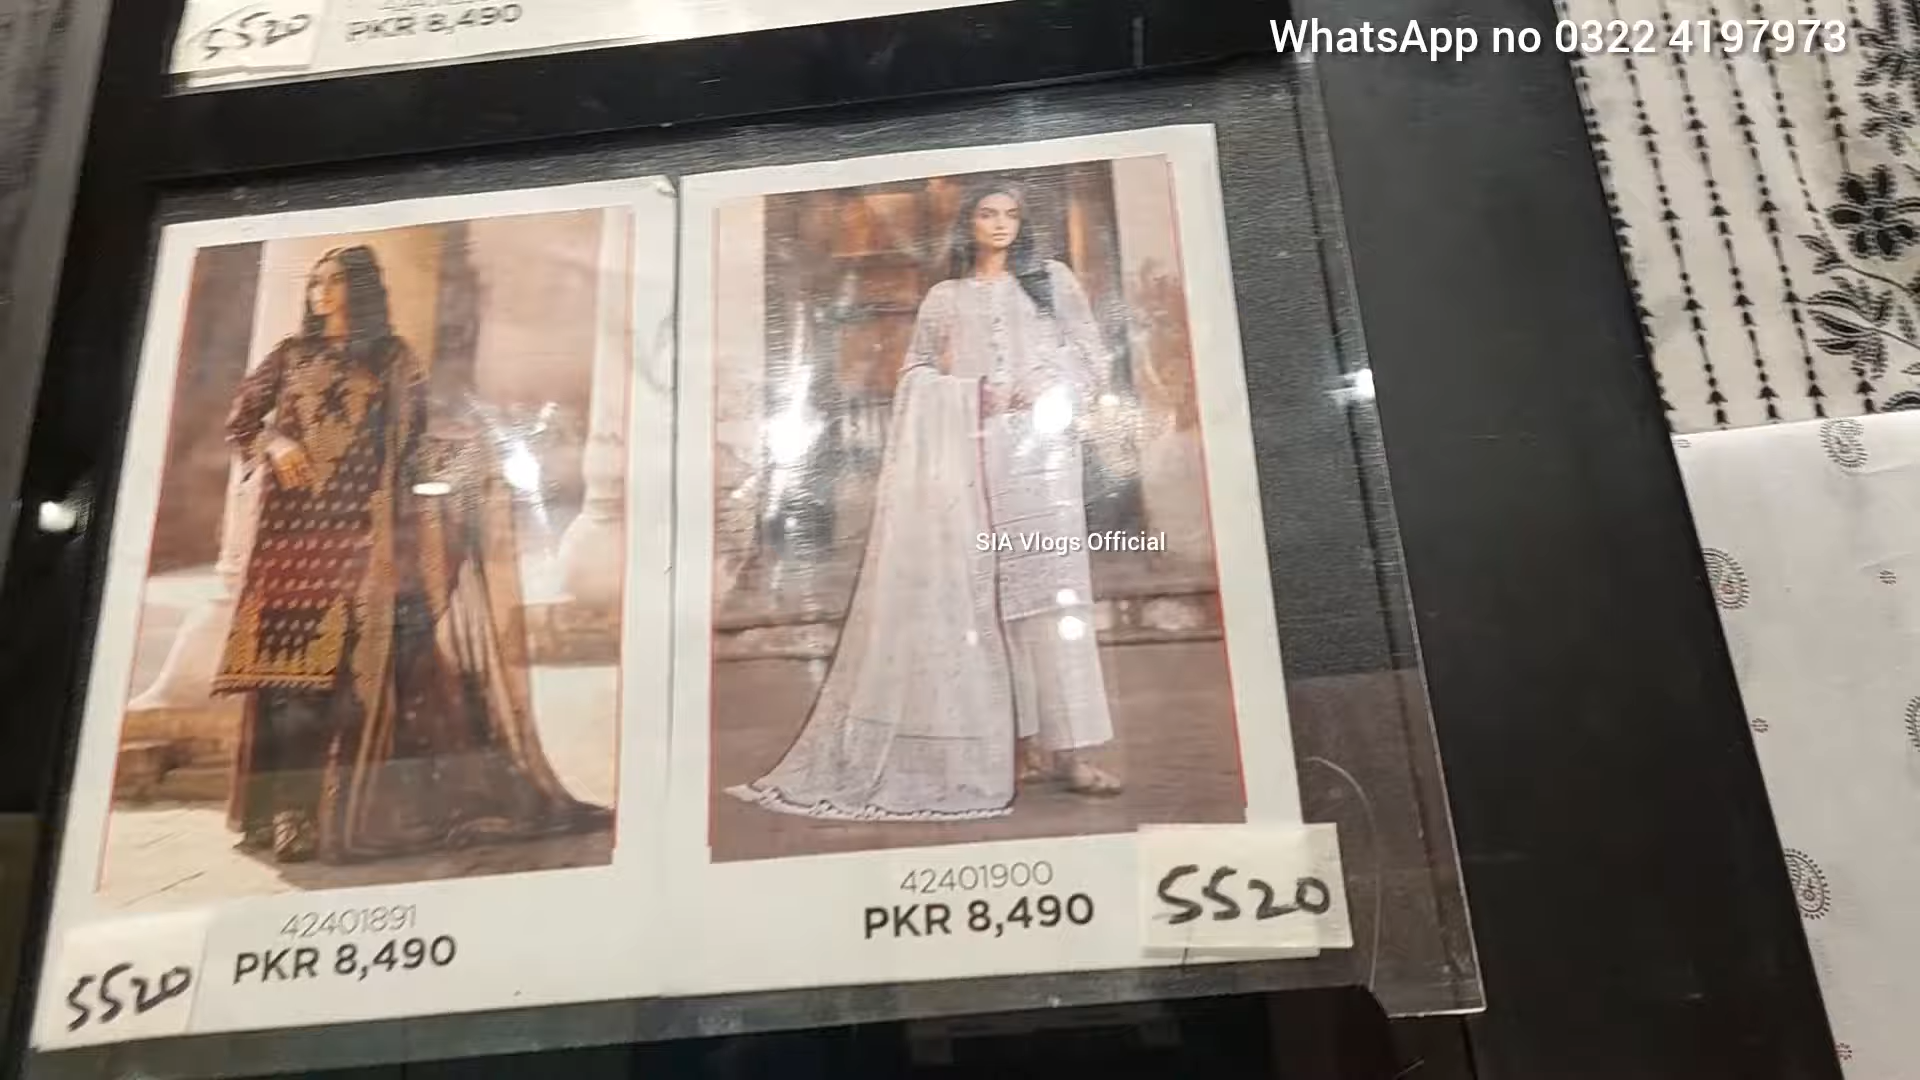 5520
PKR 8,490
WhatsApp no 0322 4197973
SIA Vlogs Official
42401891
PKR 8,490
5520
42401900
PKR 8,490
5520